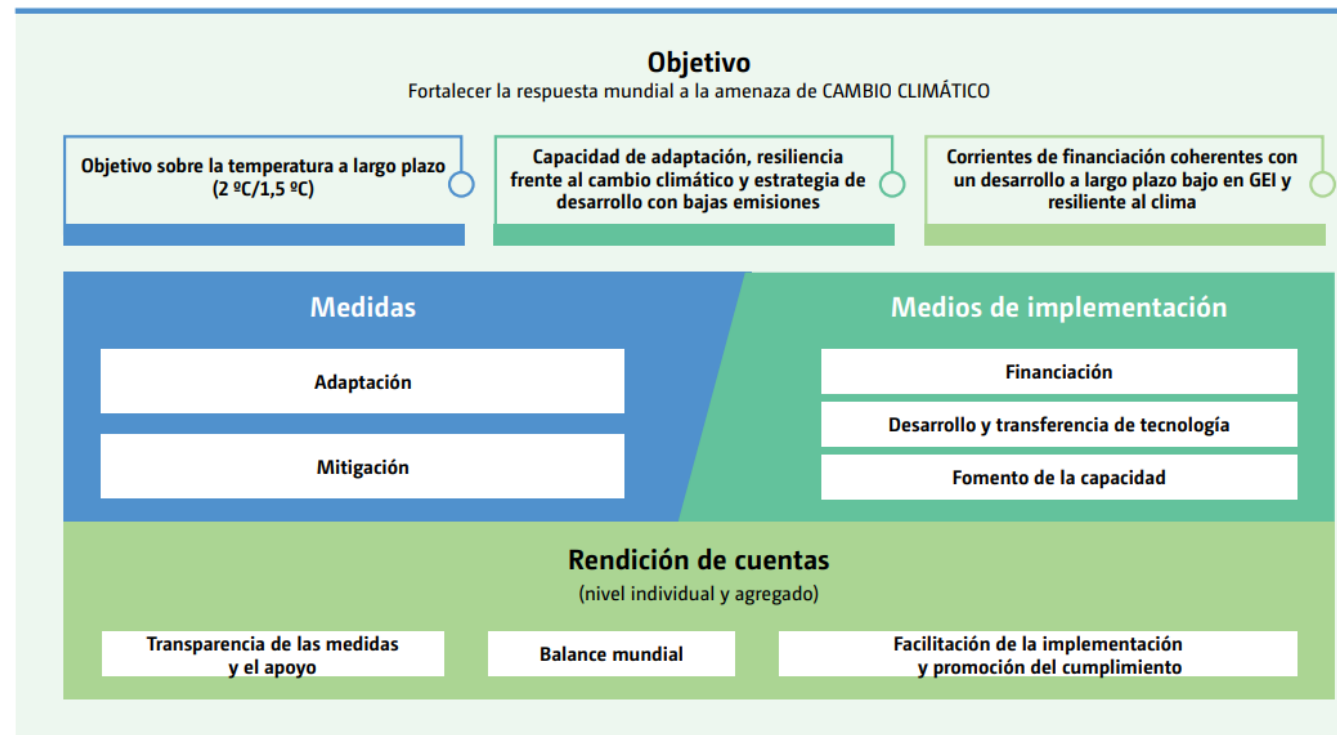 Objetivo
Fortalecer la respuesta mundial a la amenaza de CAMBIO CLIMÁTICO
Objetivo sobre la temperatura a largo plazo
(2 ºC/1,5 ºC)
Capacidad de adaptación, resiliencia
frente al cambio climático y estrategia de
desarrollo con bajas emisiones
Corrientes de financiación coherentes con
un desarrollo a largo plazo bajo en GEI y
resiliente al clima
Medidas
Adaptación
Mitigación
Medios de implementación
Financiación
Desarrollo y transferencia de tecnología
Fomento de la capacidad
Rendición de cuentas
(nivel individual y agregado)
Transparencia de las medidas
y el apoyo
Balance mundial
Facilitación de la implementación
y promoción del cumplimiento